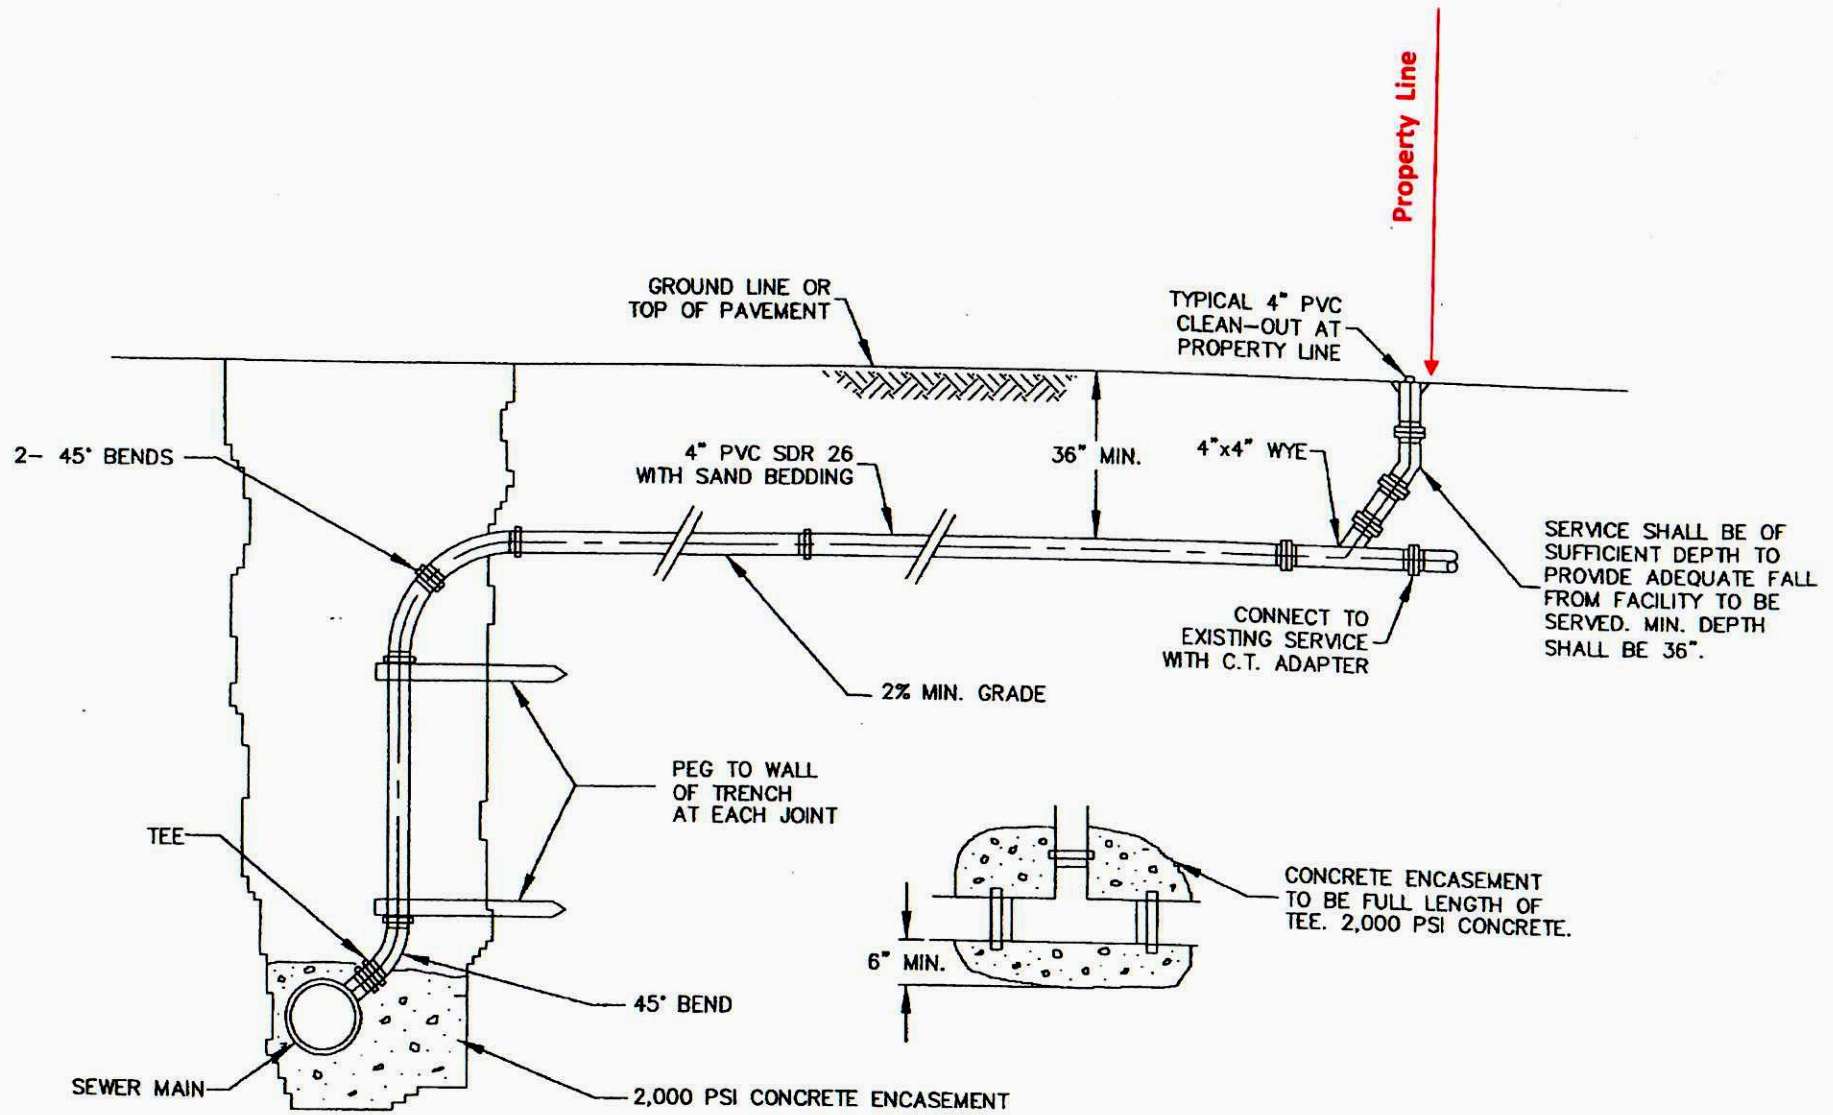 Property Line
GROUND LINE OR
TOP OF PAVEMENT
TYPICAL 4" PVC
CLEAN-OUT AT
PROPERTY LINE
2- 45° BENDS
4" PVC SDR 26
WITH SAND BEDDING
36" MIN.
4"x4" WYE
SERVICE SHALL BE OF
SUFFICIENT DEPTH TO
PROVIDE ADEQUATE FALL
FROM FACILITY TO BE
SERVED. MIN. DEPTH
SHALL BE 36".
CONNECT TO
EXISTING SERVICE
WITH C.T. ADAPTER
2% MIN. GRADE
PEG TO WALL
OF TRENCH
AT EACH JOINT
TEE
CONCRETE ENCASEMENT
TO BE FULL LENGTH OF
TEE. 2,000 PSI CONCRETE.
6" MIN.
45° BEND
SEWER MAIN
2,000 PSI CONCRETE ENCASEMENT